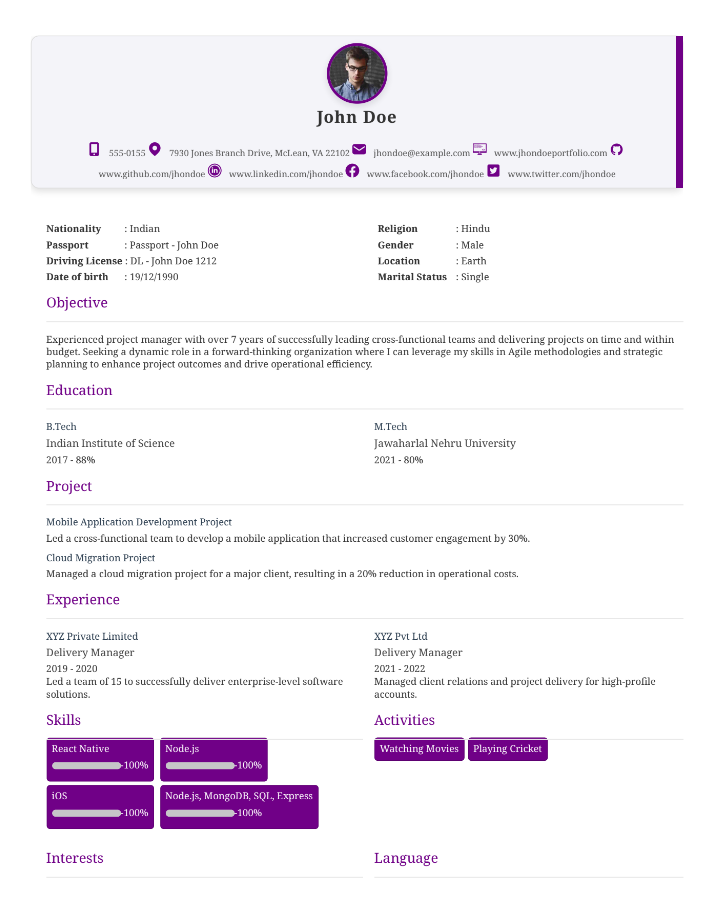 John Doe
555-0155 7930 Jones Branch Drive, McLean, VA 22102 jhondoe@example.com www.jhondoeportfolio.com
www.github.com/jhondoe www.linkedin.com/jhondoe www.facebook.com/jhondoe www.twitter.com/jhondoe
Nationality : Indian
Passport : Passport - John Doe
Driving License : DL - John Doe 1212
Date of birth : 19/12/1990
Religion : Hindu
Gender : Male
Location : Earth
Marital Status : Single
Objective
Experienced project manager with over 7 years of successfully leading cross-functional teams and delivering projects on time and within
budget. Seeking a dynamic role in a forward-thinking organization where I can leverage my skills in Agile methodologies and strategic
planning to enhance project outcomes and drive operational efficiency.
Education
B.Tech
Indian Institute of Science
2017 - 88%
M.Tech
Jawaharlal Nehru University
2021 - 80%
Project
Mobile Application Development Project
Led a cross-functional team to develop a mobile application that increased customer engagement by 30%.
Cloud Migration Project
Managed a cloud migration project for a major client, resulting in a 20% reduction in operational costs.
Experience
XYZ Private Limited
Delivery Manager
2019 - 2020
Led a team of 15 to successfully deliver enterprise-level software
solutions.
XYZ Pvt Ltd
Delivery Manager
2021 - 2022
Managed client relations and project delivery for high-profile
accounts.
Skills
React Native
-100%
Node.js
-100%
iOS
-100%
Node.js, MongoDB, SQL, Express
-100%
Activities
Watching Movies
Playing Cricket
Interests
Language